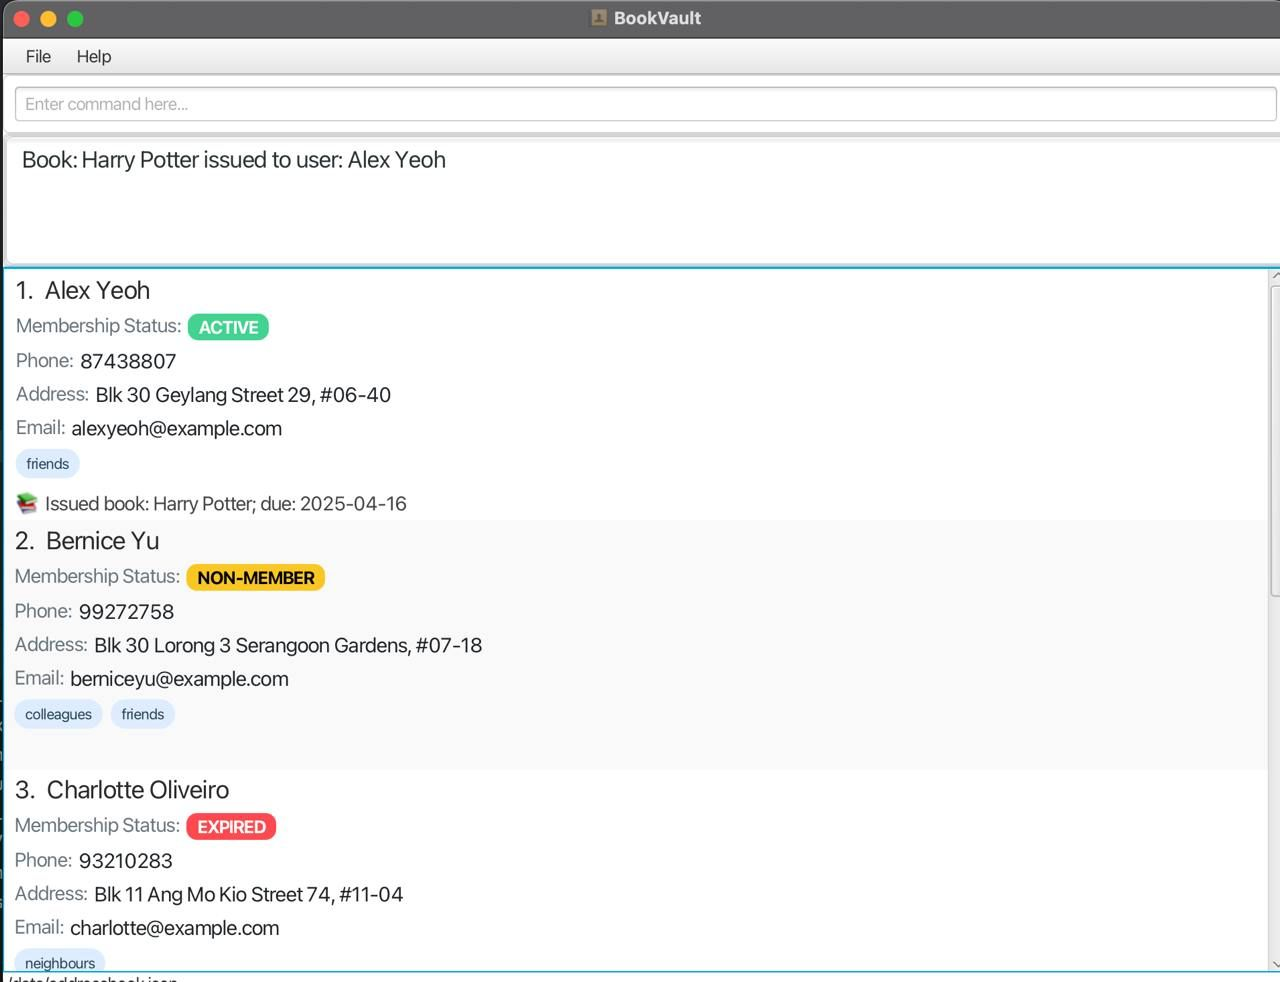 BookVault
File Help
Enter command here...
Book: Harry Potter issued to user: Alex Yeoh
1. Alex Yeoh
Membership Status: ACTIVE
Phone: 87438807
Address: Blk 30 Geylang Street 29, #06-40
Email: alexyeoh@example.com
friends
Issued book: Harry Potter; due: 2025-04-16
2. Bernice Yu
Membership Status: NON-MEMBER
Phone: 99272758
Address: Blk 30 Lorong 3 Serangoon Gardens, #07-18
Email: berniceyu@example.com
colleagues friends
3. Charlotte Oliveiro
Membership Status: EXPIRED
Phone: 93210283
Address: Blk 11 Ang Mo Kio Street 74, #11-04
Email: charlotte@example.com
neighbours